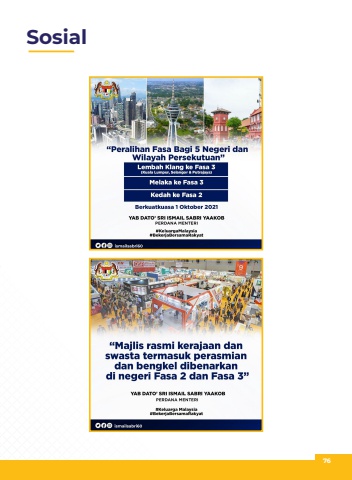 Sosial
“Peralihan Fasa Bagi 5 Negeri dan
Wilayah Persekutuan”
Lembah Klang ke Fasa 3
(Kuala Lumpur, Selangor & Putrajaya)
Melaka ke Fasa 3
Kedah ke Fasa 2
Berkuatkuasa 1 Oktober 2021
YAB DATO’ SRI ISMAIL SABRI YAAKOB
PERDANA MENTERI
#KeluargaMalaysia
#BekerjaBersamaRakyat
ismailsabri60
“Majlis rasmi kerajaan dan
swasta termasuk perasmian
dan bengkel dibenarkan
di negeri Fasa 2 dan Fasa 3”
YAB DATO’ SRI ISMAIL SABRI YAAKOB
PERDANA MENTERI
#Keluarga Malaysia
#BekerjaBersamaRakyat
ismailsabri60
76